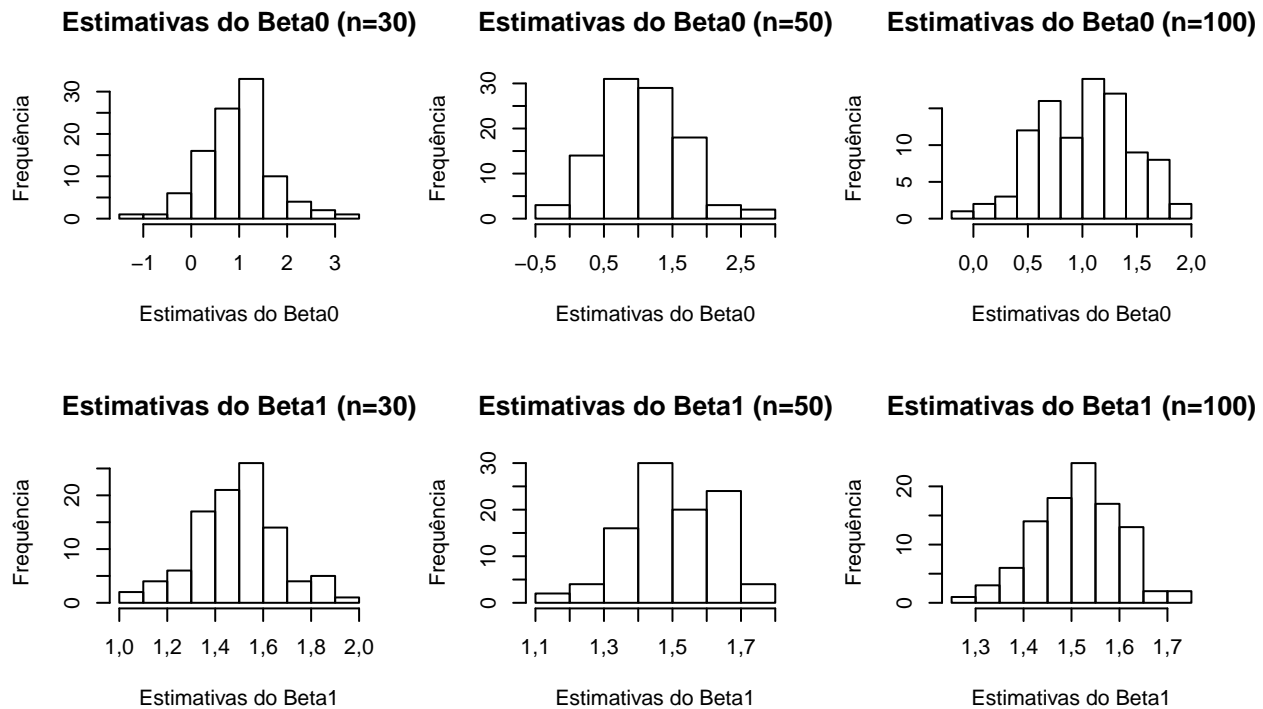 Estimativas do Beta0 (n=30)
Frequência
0
10
20
30
−1
0
1
2
3
Estimativas do Beta0
Estimativas do Beta0 (n=50)
Frequência
0
10
20
30
−0,5
0,5
1,5
2,5
Estimativas do Beta0
Estimativas do Beta0 (n=100)
Frequência
0
5
10
0,0
0,5
1,0
1,5
2,0
Estimativas do Beta0
Estimativas do Beta1 (n=30)
Frequência
0
10
20
1,0
1,2
1,4
1,6
1,8
2,0
Estimativas do Beta1
Estimativas do Beta1 (n=50)
Frequência
0
10
20
30
1,1
1,3
1,5
1,7
Estimativas do Beta1
Estimativas do Beta1 (n=100)
Frequência
0
10
20
1,3
1,4
1,5
1,6
1,7
Estimativas do Beta1